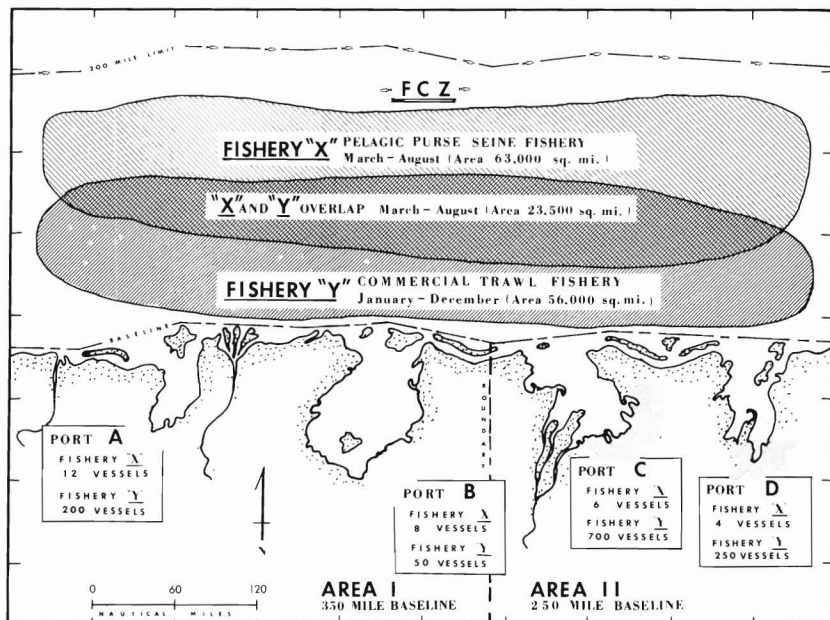 200 MILE LIMIT
FCZ
FISHERY "X" PELAGIC PURSE SEINE FISHERY
March – August (Area 63,000 sq. mi.)
"X" AND "Y" OVERLAP March – August (Area 23,500 sq. mi.)
FISHERY "Y" COMMERCIAL TRAWL FISHERY
January – December (Area 56,000 sq. mi.)
BASELINE
BOUNDARY
PORT A
FISHERY "X"
12 VESSELS
FISHERY "Y"
200 VESSELS
PORT B
FISHERY "X"
8 VESSELS
FISHERY "Y"
50 VESSELS
PORT C
FISHERY "X"
6 VESSELS
FISHERY "Y"
700 VESSELS
PORT D
FISHERY "X"
4 VESSELS
FISHERY "Y"
250 VESSELS
0 60 120
NAUTICAL MILES
AREA I
350 MILE BASELINE
AREA II
250 MILE BASELINE